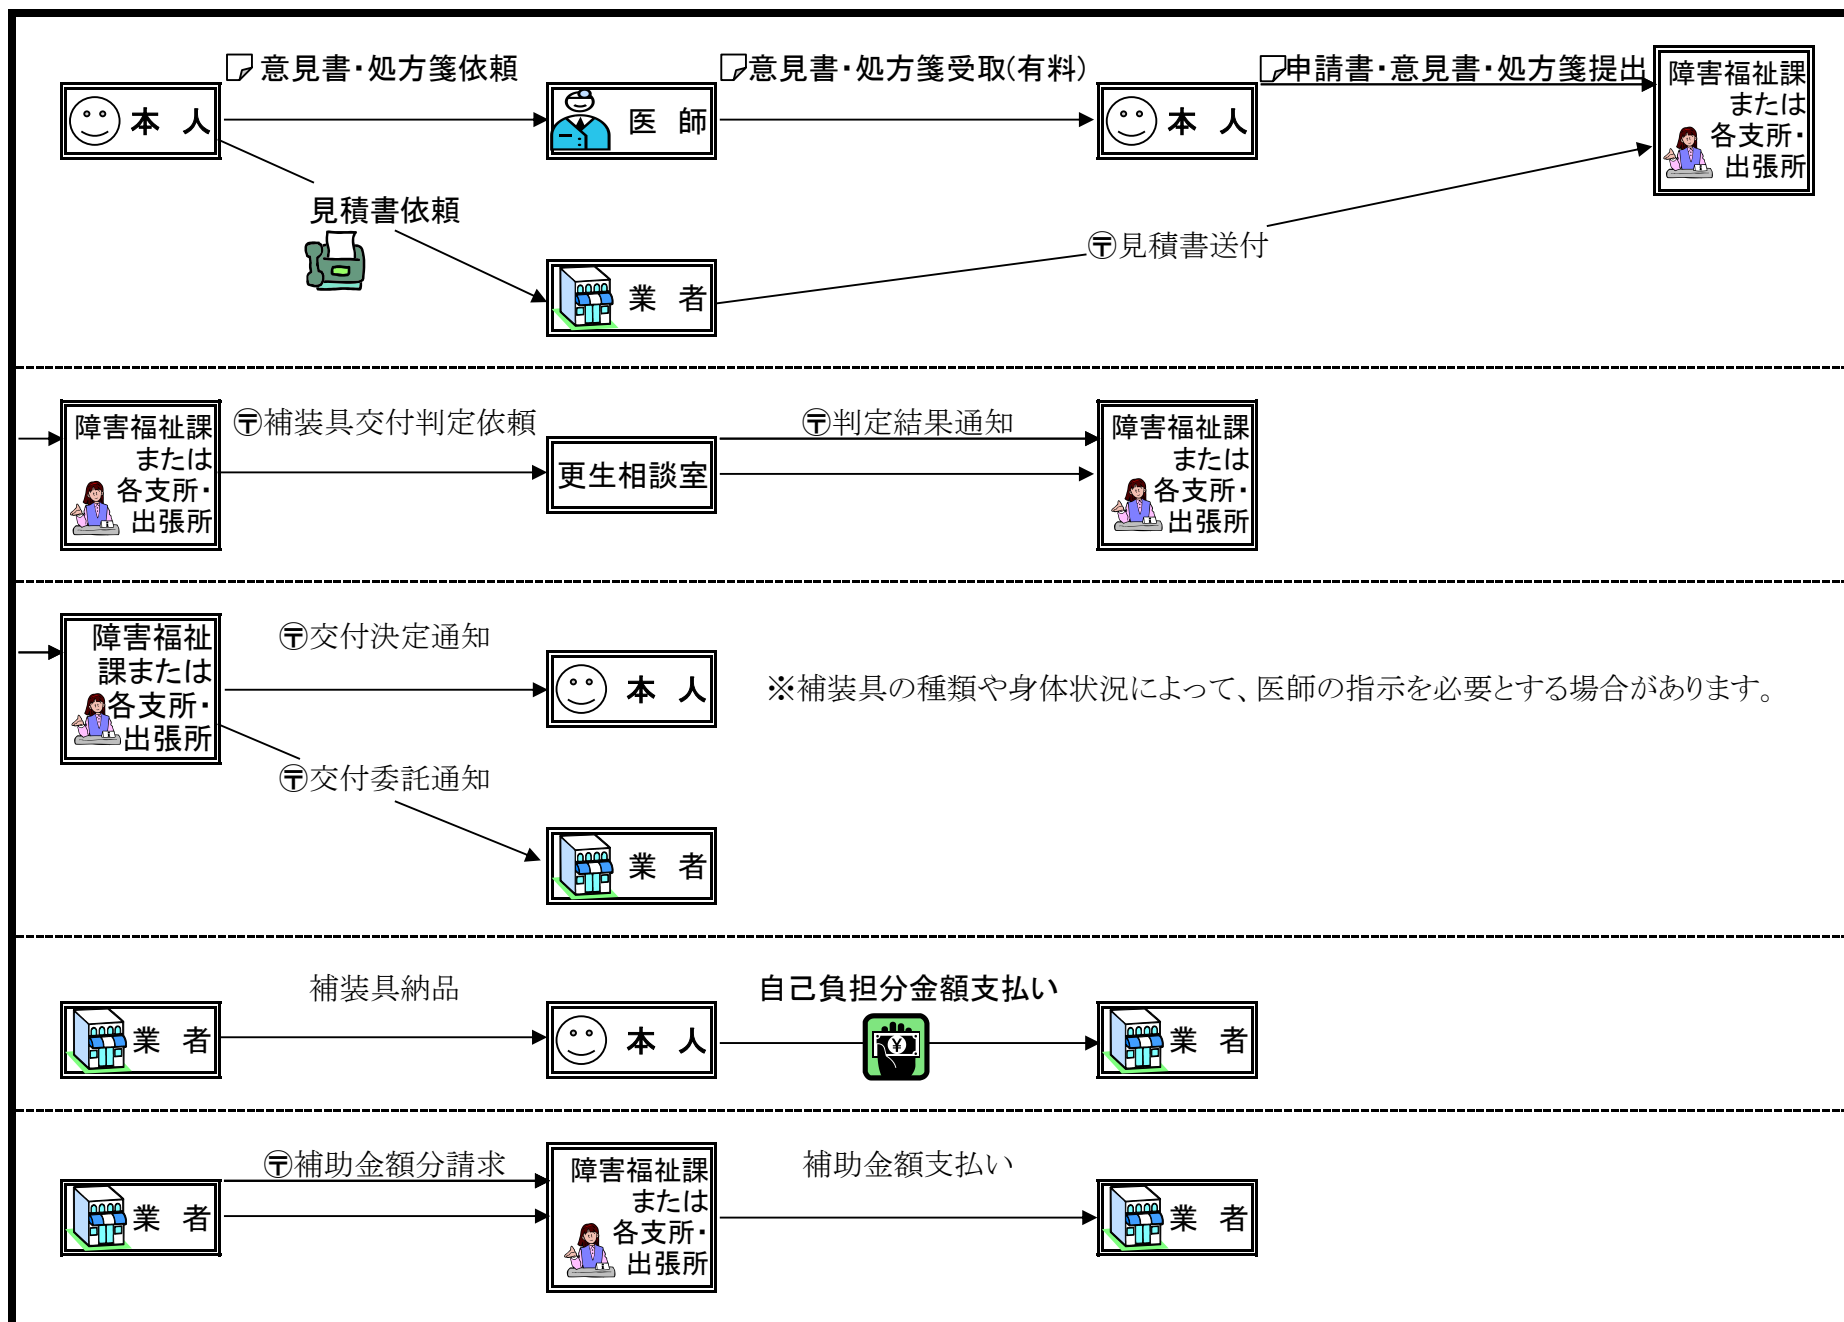 意見書・処方箋依頼
意見書・処方箋受取(有料)
申請書・意見書・処方箋提出
本 人
医 師
本 人
障害福祉課
または
各支所・
出張所
見積書依頼
〶見積書送付
業 者
障害福祉課
または
各支所・
出張所
〶補装具交付判定依頼
更生相談室
〶判定結果通知
障害福祉課
または
各支所・
出張所
障害福祉
課または
各支所・
出張所
〶交付決定通知
本 人
※補装具の種類や身体状況によって、医師の指示を必要とする場合があります。
〶交付委託通知
業 者
補装具納品
自己負担分金額支払い
業 者
本 人
¥
業 者
〶補助金額分請求
補助金額支払い
業 者
障害福祉課
または
各支所・
出張所
業 者